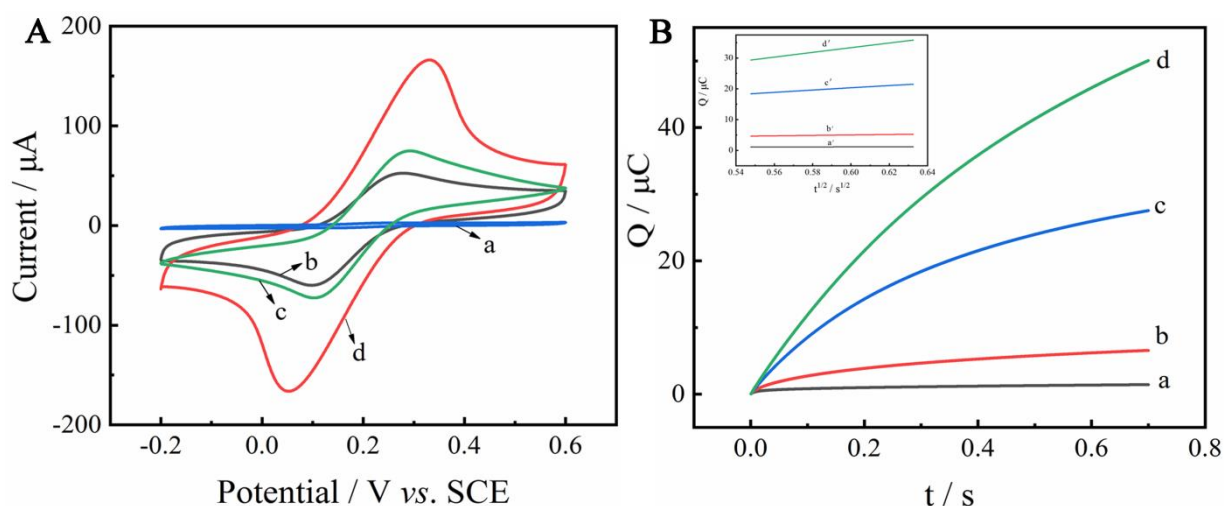 A
200
100
0
-100
-200
Current / μA
-0.2
0.0
0.2
0.4
0.6
Potential / V vs. SCE
a
b
c
d
B
40
20
0
Q / μC
0.0
0.2
0.4
0.6
0.8
t / s
d
c
b
a
30
20
10
0
Q / μC
0.54
0.56
0.58
0.60
0.62
0.64
t1/2 / s1/2
d'
c'
b'
a'